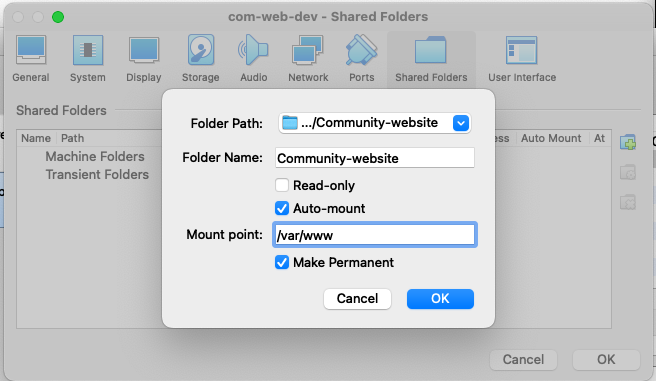 com-web-dev - Shared Folders
General System Display Storage Audio Network Ports Shared Folders User Interface
Shared Folders
Name Path Auto Mount At
Machine Folders
Transient Folders
Folder Path: .../Community-website
Folder Name: Community-website
Read-only
Auto-mount
Mount point: /var/www
Make Permanent
Cancel OK
Cancel OK